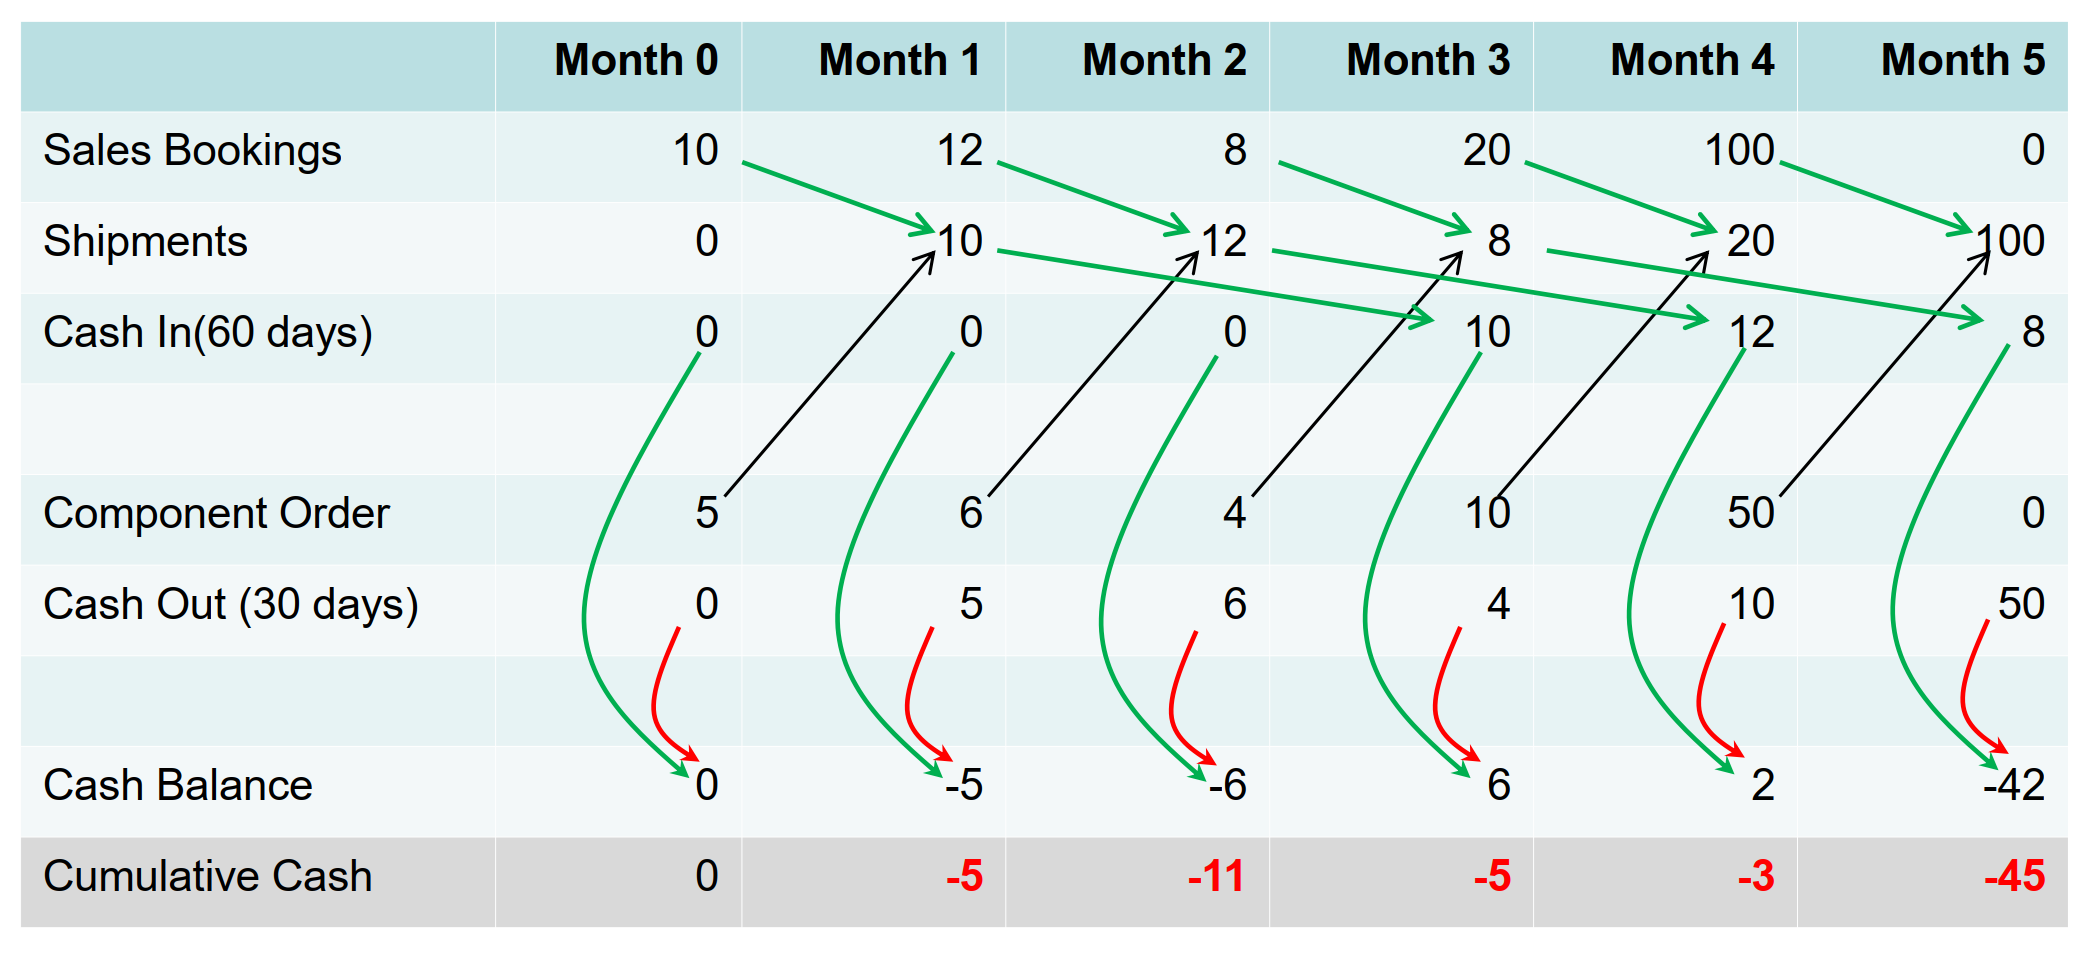 Month 0 Month 1 Month 2 Month 3 Month 4 Month 5
Sales Bookings 10 12 8 20 100 0
Shipments 0 10 12 8 20 100
Cash In(60 days) 0 0 0 10 12 8
Component Order 5 6 4 10 50 0
Cash Out (30 days) 0 5 6 4 10 50
Cash Balance 0 -5 -6 6 2 -42
Cumulative Cash 0 -5 -11 -5 -3 -45